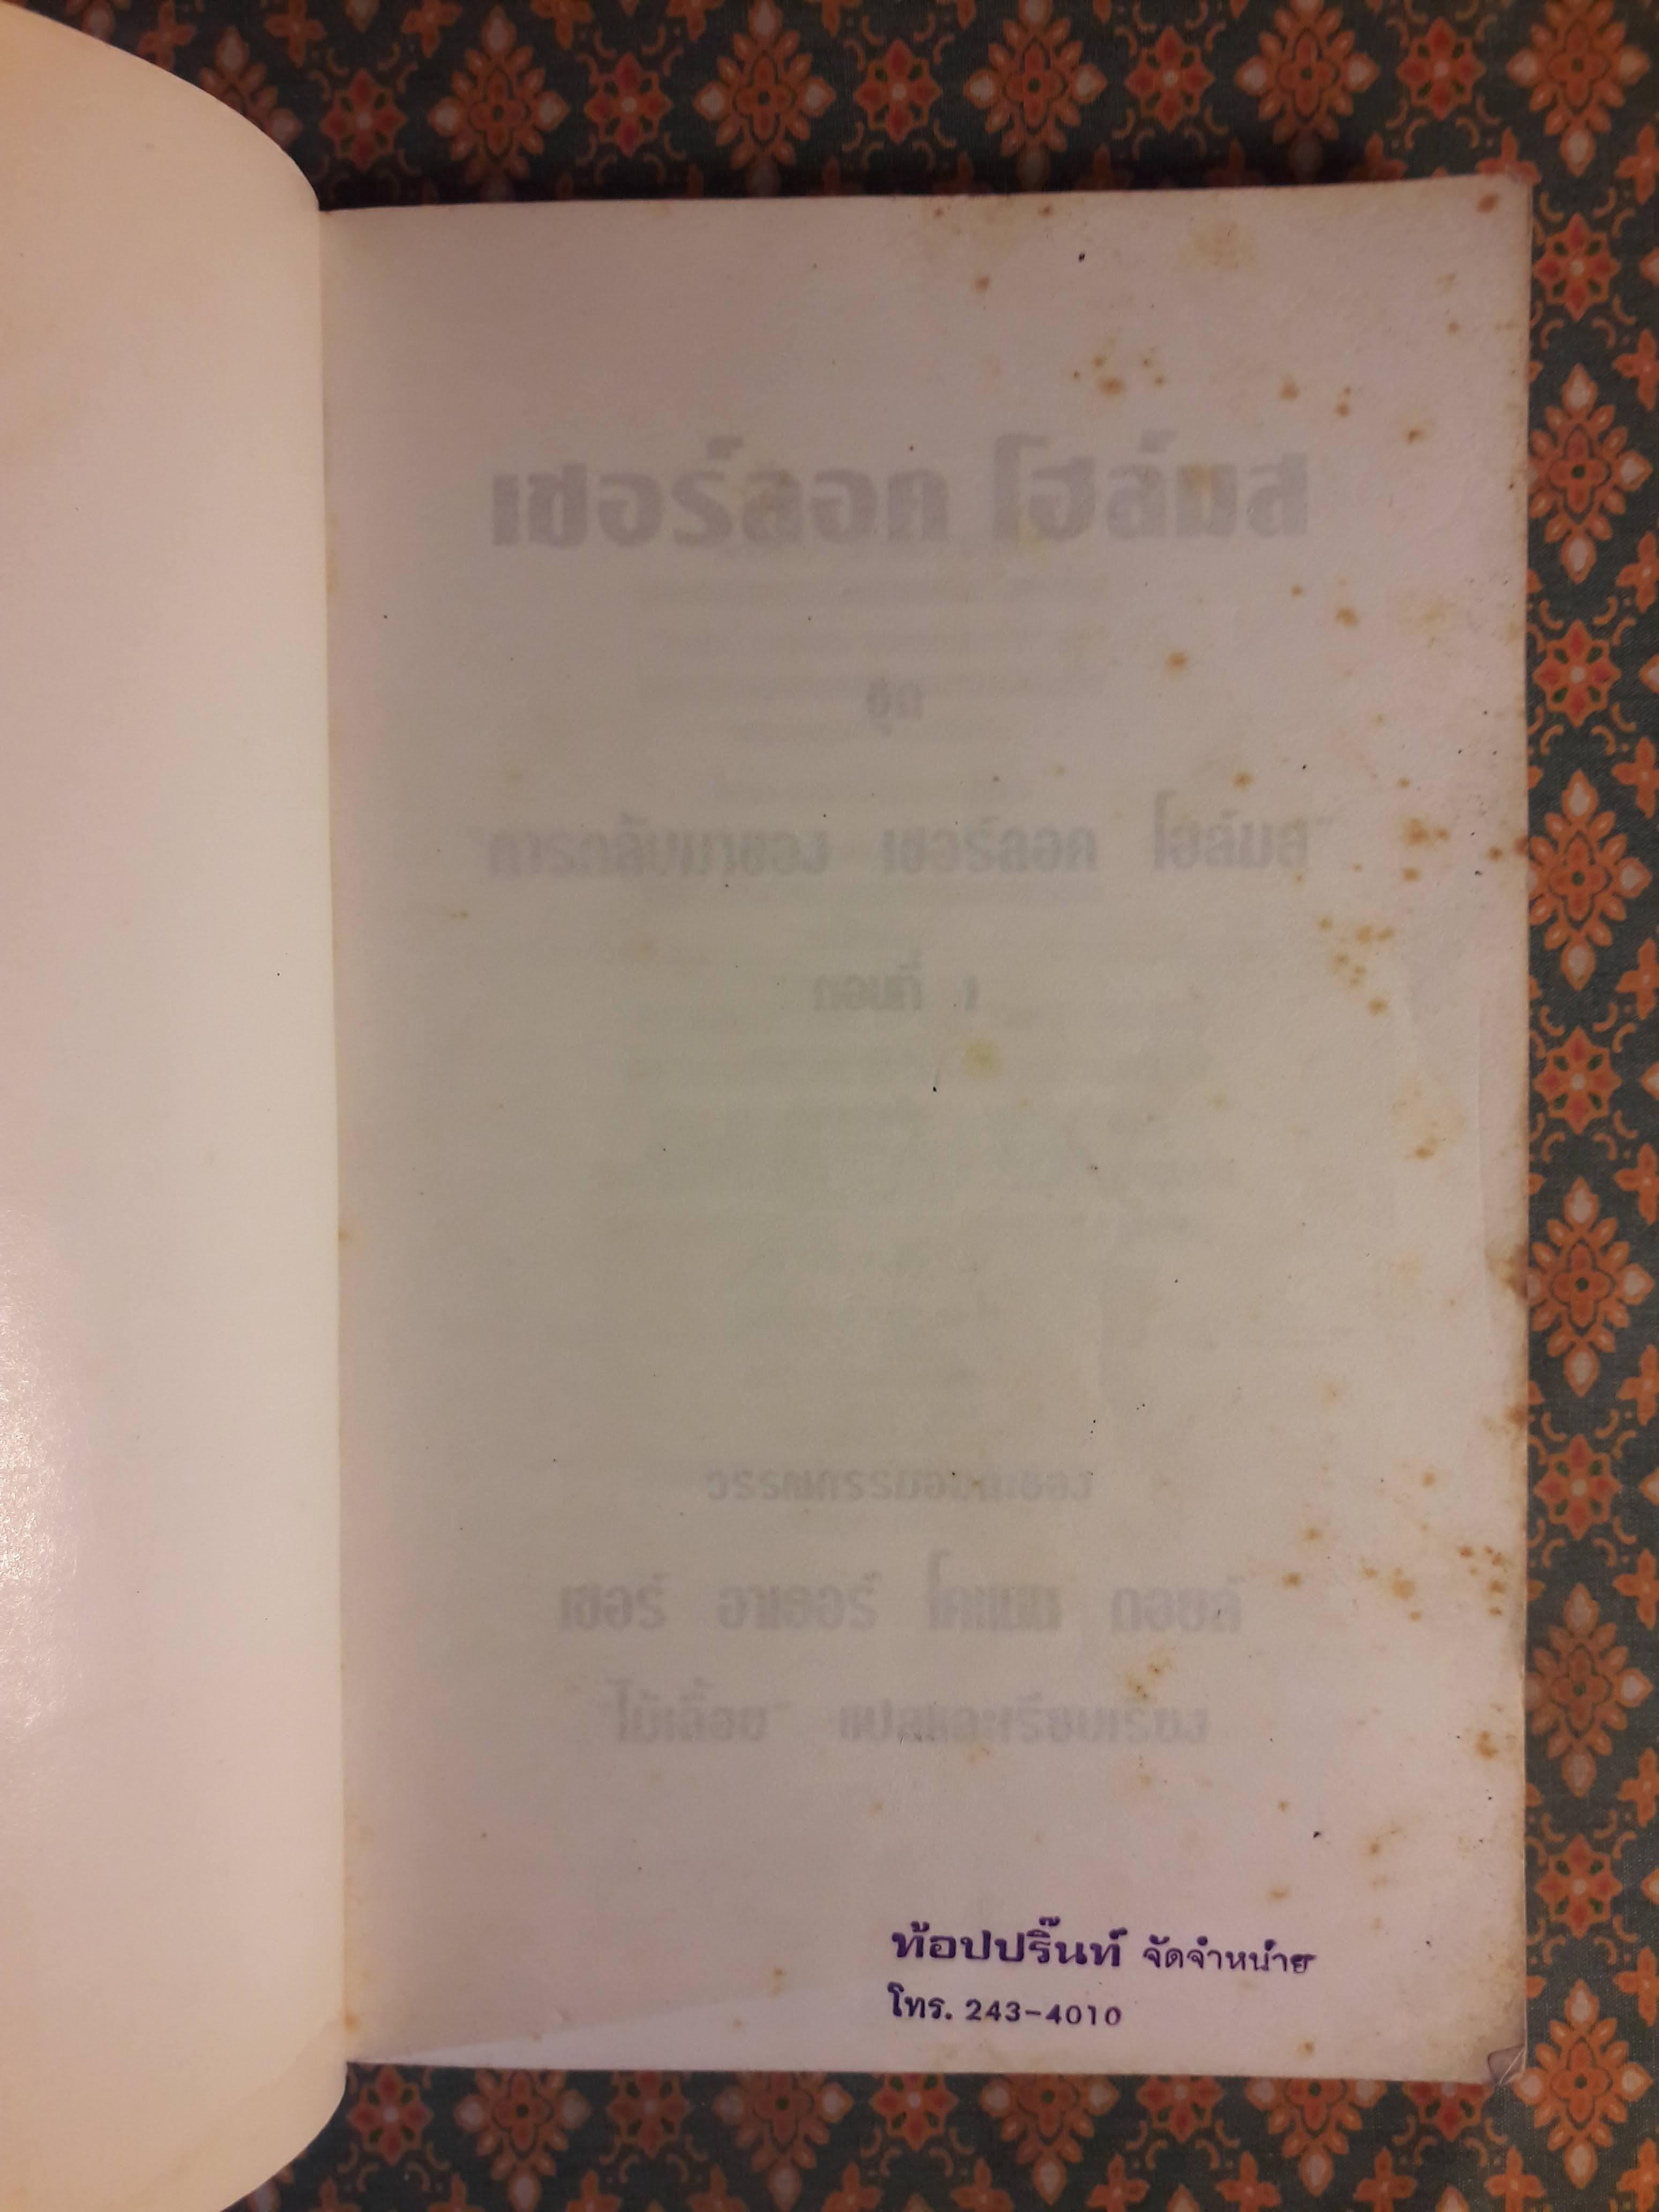 เชอร์ลอค โฮล์มส
ชุด
"การกลับมาของ เชอร์ลอค โฮล์มส"
ตอนที่ 1
วรรณกรรมอมตะของ
เซอร์ อาเธอร์ โคแนน ดอยล์
"ไม้เลื้อย" แปลและเรียบเรียง
ท้อปปริ๊นท์ จัดจำหน่าย
โทร. 243-4010